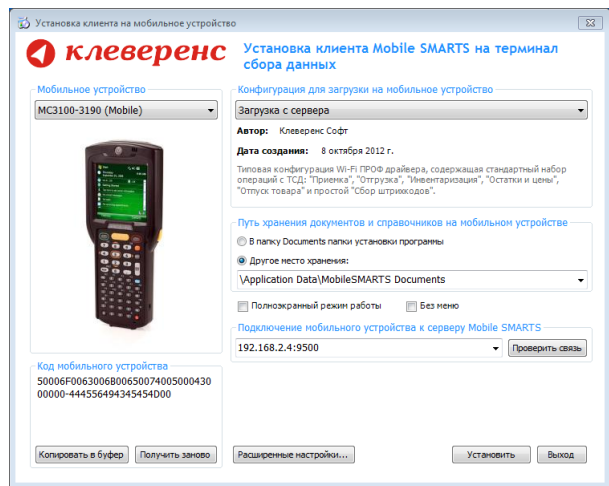 Установка клиента на мобильное устройство
клеверенс
Установка клиента Mobile SMARTS на терминал
сбора данных
Мобильное устройство
MC3100-3190 (Mobile)
Код мобильного устройства
50006F0063006B00650074005000430
00000-444556494345454D00
Копировать в буфер
Получить заново
Конфигурация для загрузки на мобильное устройство
Загрузка с сервера
Автор: Клеверенс Софт
Дата создания: 8 октября 2012 г.
Типовая конфигурация Wi-Fi ПРОФ драйвера, содержащая стандартный набор
операций с ТСД: "Приемка", "Отгрузка", "Инвентаризация", "Остатки и цены",
"Отпуск товара" и простой "Сбор штрихкодов".
Путь хранения документов и справочников на мобильном устройстве
В папку Documents папки установки программы
Другое место хранения:
\Application Data\MobileSMARTS Documents
Полноэкранный режим работы
Без меню
Подключение мобильного устройства к серверу Mobile SMARTS
192.168.2.4:9500
Проверить связь
Расширенные настройки...
Установить
Выход